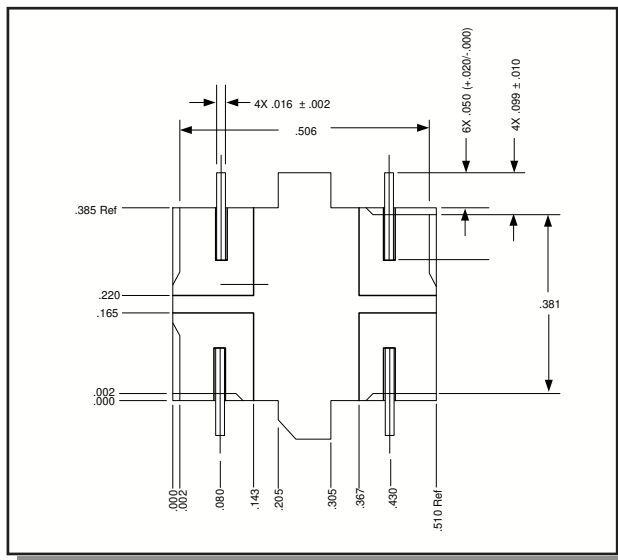 6X .050 (+.020/-.000)
4X .099 ± .010
4X .016 ± .002
.506
.385 Ref
.220
.165
.381
.002
.000
.000
.002
.080
.143
.205
.305
.367
.430
.510 Ref